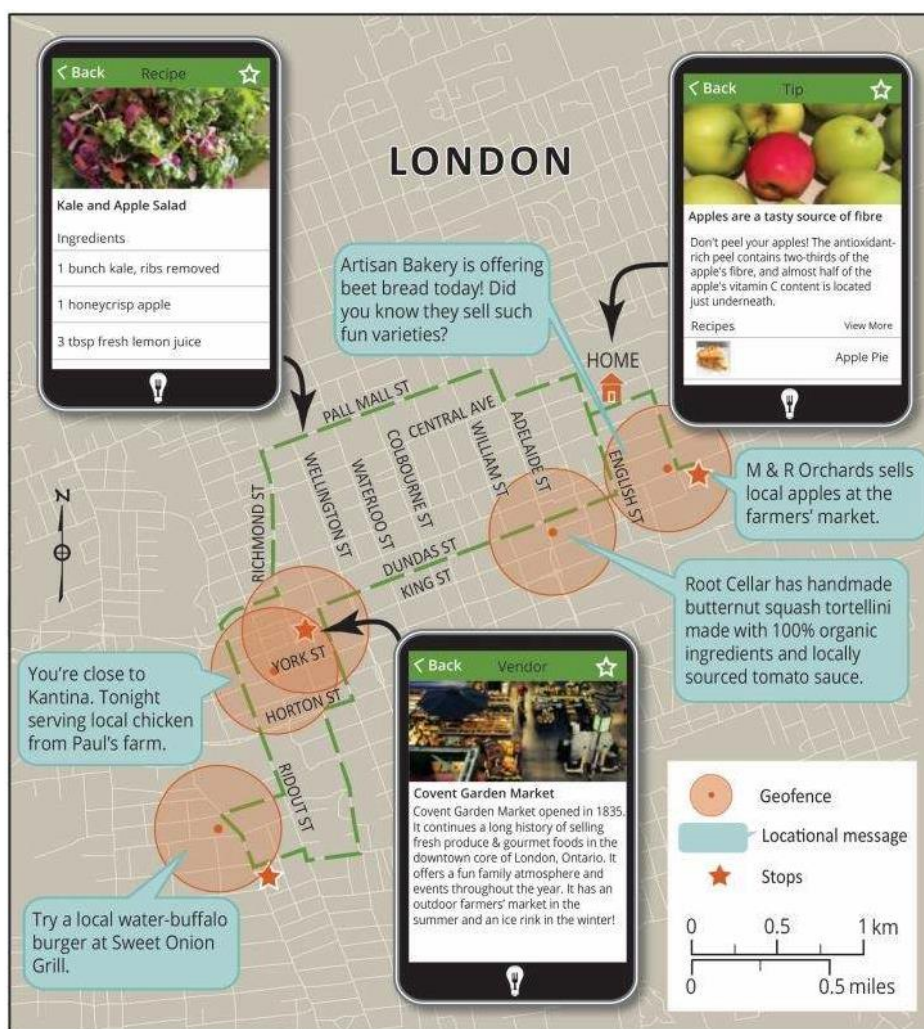 < Back Recipe
Kale and Apple Salad
Ingredients
1 bunch kale, ribs removed
1 honeycrisp apple
3 tbsp fresh lemon juice
LONDON
< Back Tip
Apples are a tasty source of fibre
Don't peel your apples! The antioxidant-
rich peel contains two-thirds of the
apple's fibre, and almost half of the
apple's vitamin C content is located
just underneath.
Recipes View More
Apple Pie
Artisan Bakery is offering
beet bread today! Did
you know they sell such
fun varieties?
HOME
PALL MALL ST
CENTRAL AVE
RICHMOND ST
WELLINGTON ST
WATERLOO ST
COLBOURNE ST
WILLIAM ST
ADELAIDE ST
ENGLISH ST
DUNDAS ST
KING ST
YORK ST
HORTON ST
RIDOUT ST
N
M & R Orchards sells
local apples at the
farmers' market.
Root Cellar has handmade
butternut squash tortellini
made with 100% organic
ingredients and locally
sourced tomato sauce.
You're close to
Kantina. Tonight
serving local chicken
from Paul's farm.
< Back Vendor
Covent Garden Market
Covent Garden Market opened in 1835.
It continues a long history of selling
fresh produce & gourmet foods in the
downtown core of London, Ontario. It
offers a fun family atmosphere and
events throughout the year. It has an
outdoor farmers' market in the
summer and an ice rink in the winter!
Try a local water-buffalo
burger at Sweet Onion
Grill.
Geofence
Locational message
Stops
0 0.5 1 km
0 0.5 miles